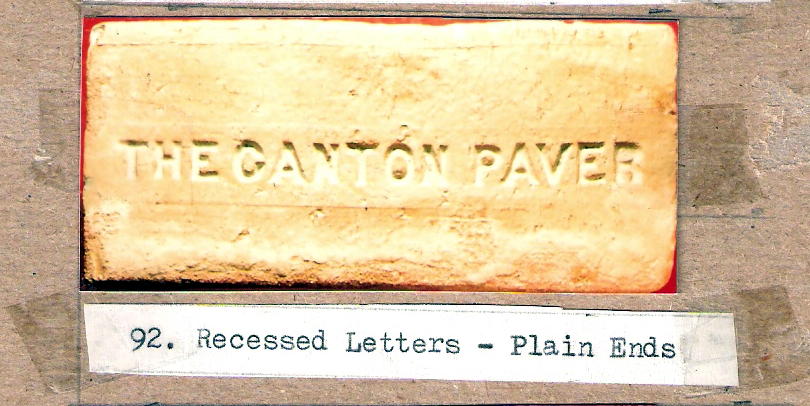 THE CANTON PAVER
92. Recessed Letters - Plain Ends